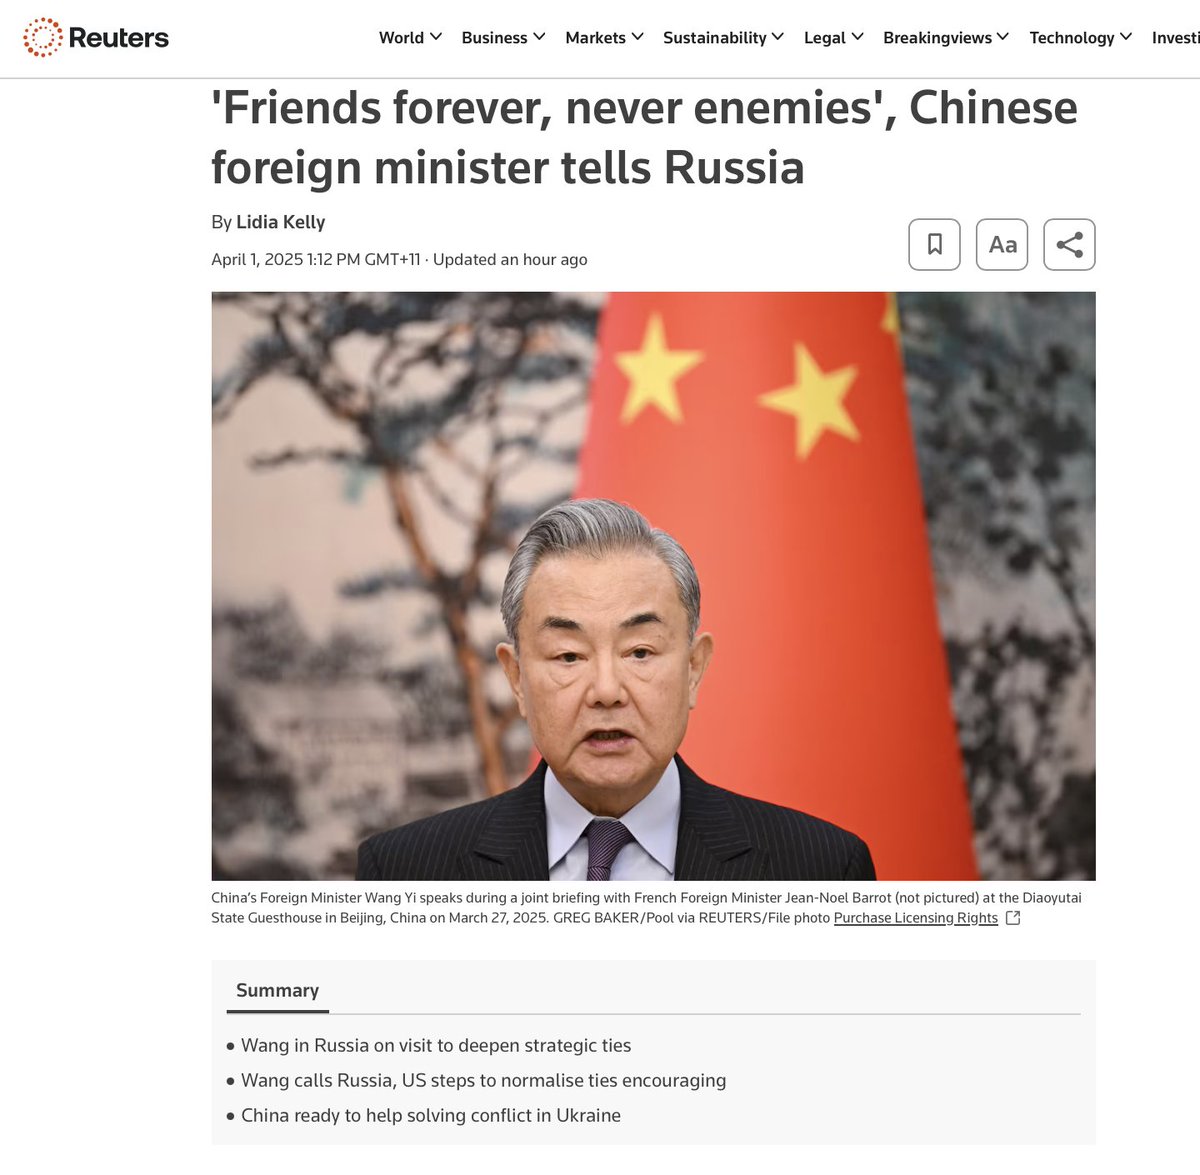 Reuters
World Business Markets Sustainability Legal Breakingviews Technology Investi
'Friends forever, never enemies', Chinese
foreign minister tells Russia
By Lidia Kelly
April 1, 2025 1:12 PM GMT+11 · Updated an hour ago
Aa
China's Foreign Minister Wang Yi speaks during a joint briefing with French Foreign Minister Jean-Noel Barrot (not pictured) at the Diaoyutai
State Guesthouse in Beijing, China on March 27, 2025. GREG BAKER/Pool via REUTERS/File photo Purchase Licensing Rights
Summary
• Wang in Russia on visit to deepen strategic ties
• Wang calls Russia, US steps to normalise ties encouraging
• China ready to help solving conflict in Ukraine